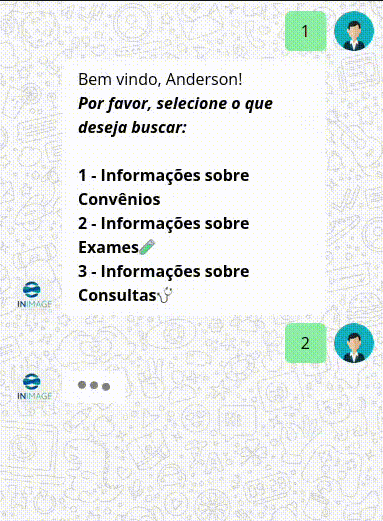 1
Bem vindo, Anderson!
Por favor, selecione o que
deseja buscar:
1 - Informações sobre
Convênios
2 - Informações sobre
Exames
3 - Informações sobre
Consultas
INIMAGE
2
INIMAGE